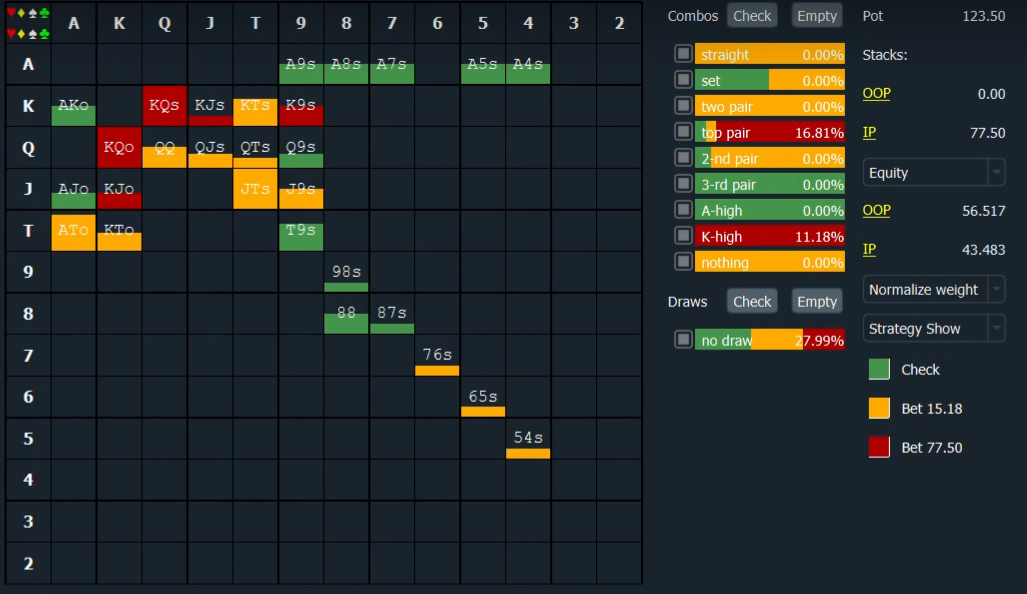 ♥♦♠♣ A K Q J T 9 8 7 6 5 4 3 2
♥♦♠♣
A A9s A8s A7s A5s A4s
K AKo KQs KJs KTs K9s
Q KQo QQ QJs QTs Q9s
J AJo KJo JTs J9s
T ATo KTo T9s
9 98s
8 88 87s
7 76s
6 65s
5 54s
4
3
2
Combos Check Empty
straight 0.00%
set 0.00%
two pair 0.00%
top pair 16.81%
2-nd pair 0.00%
3-rd pair 0.00%
A-high 0.00%
K-high 11.18%
nothing 0.00%
Draws Check Empty
no draw 27.99%
Pot 123.50
Stacks:
OOP 0.00
IP 77.50
Equity
OOP 56.517
IP 43.483
Normalize weight
Strategy Show
Check
Bet 15.18
Bet 77.50